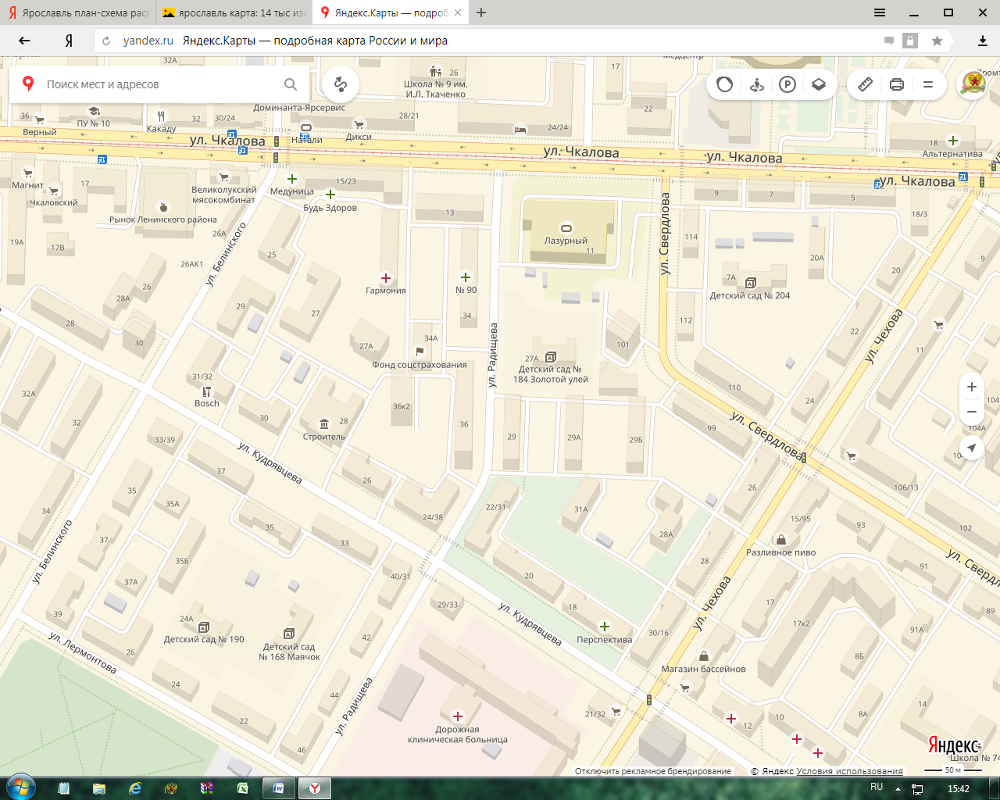 Ярославль план-схема расп
ярославль карта: 14 тыс изо
Яндекс.Карты — подробн
yandex.ru Яндекс.Карты — подробная карта России и мира
Поиск мест и адресов
32А
Школа № 9 им.
И.Л. Ткаченко
26
Медцентр
22
Доминанта-Ярсервис
36
ПУ № 10
Верный
Какаду
32
30/24
Натали
Дикси
28/21
24/24
18
Альтернатива
ул. Чкалова
ул. Чкалова
ул. Чкалова
ул. Чкалова
Магнит
Чкаловский
17
Великолукский
мясокомбинат
Медуница
15/23
Будь Здоров
Рынок Ленинского района
13
9
7
5
18/3
26А
26АК1
19А
17В
25
ул. Белинского
Лазурный
11
114
ул. Свердлова
20А
20
9
7А
Детский сад № 204
Гармония
№ 90
34
28А
28
30
27
27А
34А
Фонд соцстрахования
ул. Радищева
27А
Детский сад №
184 Золотой улей
101
112
22
ул. Чехова
11
110
24
104
104А
31/32
Bosch
30
28
Строитель
36к2
36
32А
32
33/39
29
29А
29Б
99
ул. Свердлова
37
ул. Кудрявцева
26
24/38
22/31
31А
28А
26
106/13
15/95
93
102
Разливное пиво
ул. Свердлова
34
35
35А
37
35
33
35Б
37А
39
ул. Белинского
40/31
29/33
20
18
ул. Кудрявцева
Перспектива
30/16
28
ул. Чехова
17
17к2
91
89
91А
8Б
24А
Детский сад № 190
Детский сад
№ 168 Маячок
42
26
ул. Лермонтова
24
22
44
46
ул. Радищева
Дорожная
клиническая больница
Магазин бассейнов
21/32
12
10
8А
14
Школа № 74
Яндекс
50 м
Отключить рекламное брендирование
© Яндекс Условия использования
RU
15:42